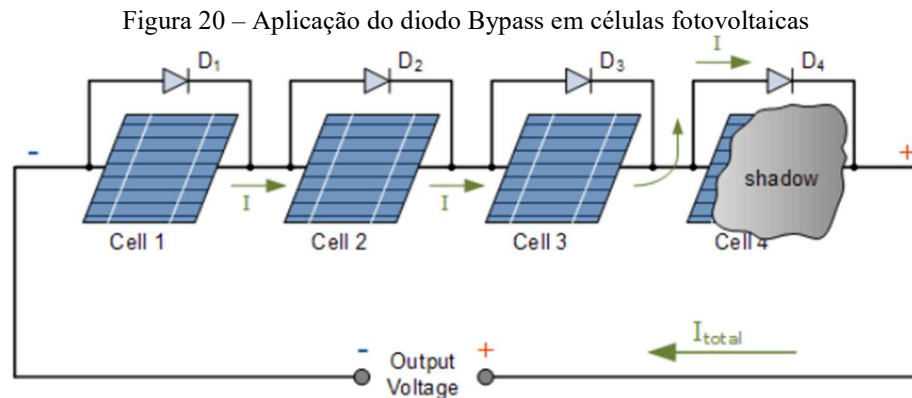 Figura 20 – Aplicação do diodo Bypass em células fotovoltaicas
D₁ D₂ D₃ I D₄
- +
shadow
I I
Cell 1 Cell 2 Cell 3 Cell 4
- Output Voltage +
I_total